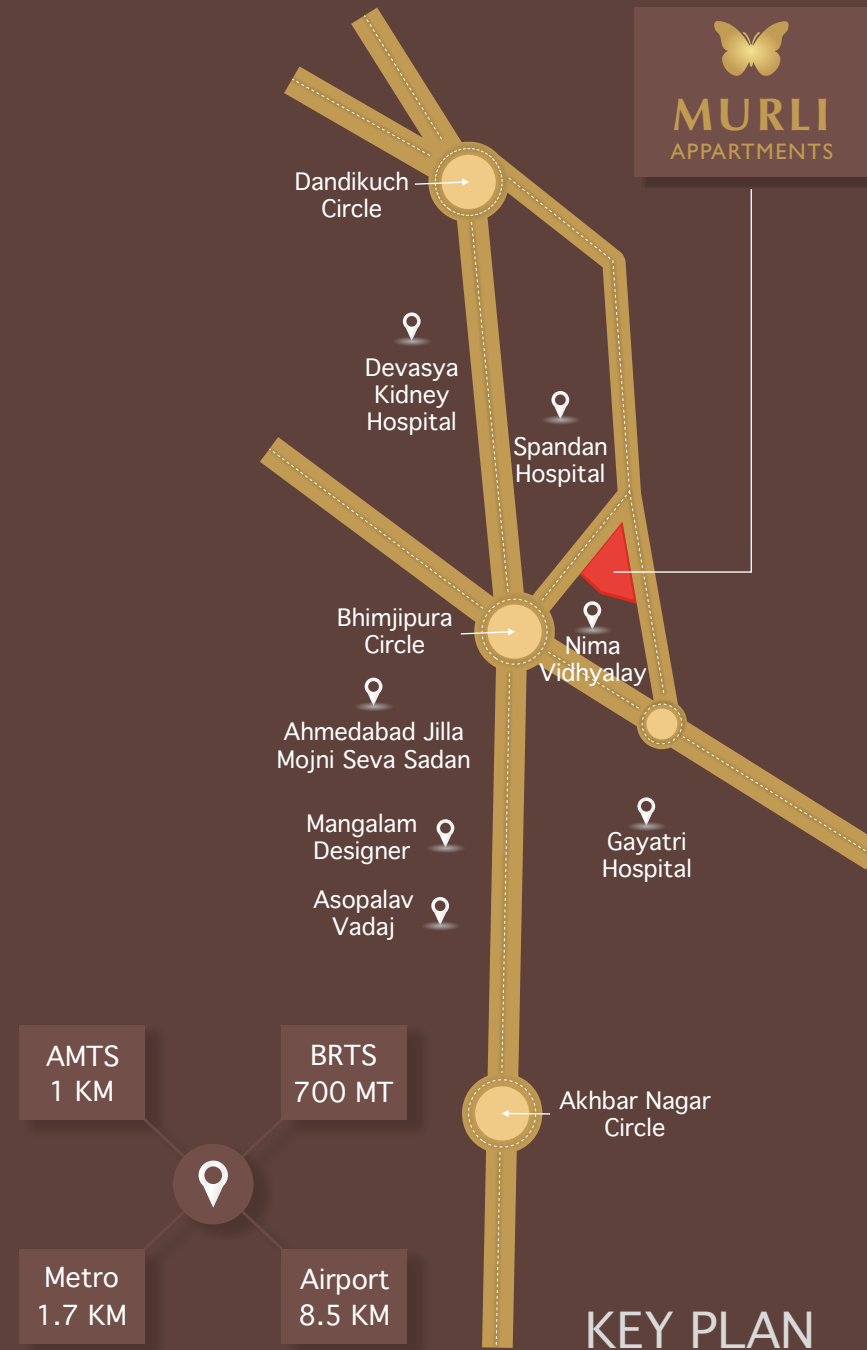 MURLI
APPARTMENTS
Dandikuch
Circle
Devasya
Kidney
Hospital
Spandan
Hospital
Bhimjipura
Circle
Nima
Vidhyalay
Ahmedabad Jilla
Mojni Seva Sadan
Mangalam
Designer
Gayatri
Hospital
Asopalav
Vadaj
Akhbar Nagar
Circle
AMTS
1 KM
BRTS
700 MT
Metro
1.7 KM
Airport
8.5 KM
KEY PLAN